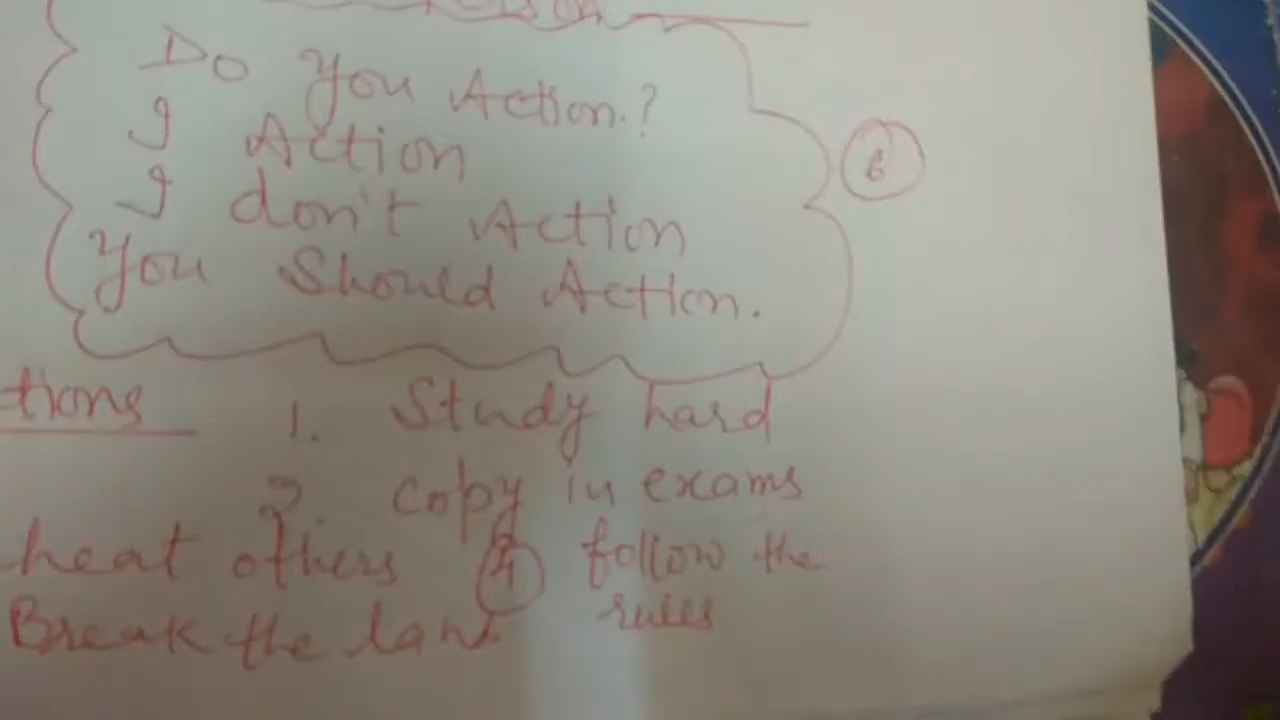 Do You Action.?
I Action
I don't Action
You Should Action.
6
tions 1. Study hard
2 copy in exams
heat others 4 follow the
rules
Break the law